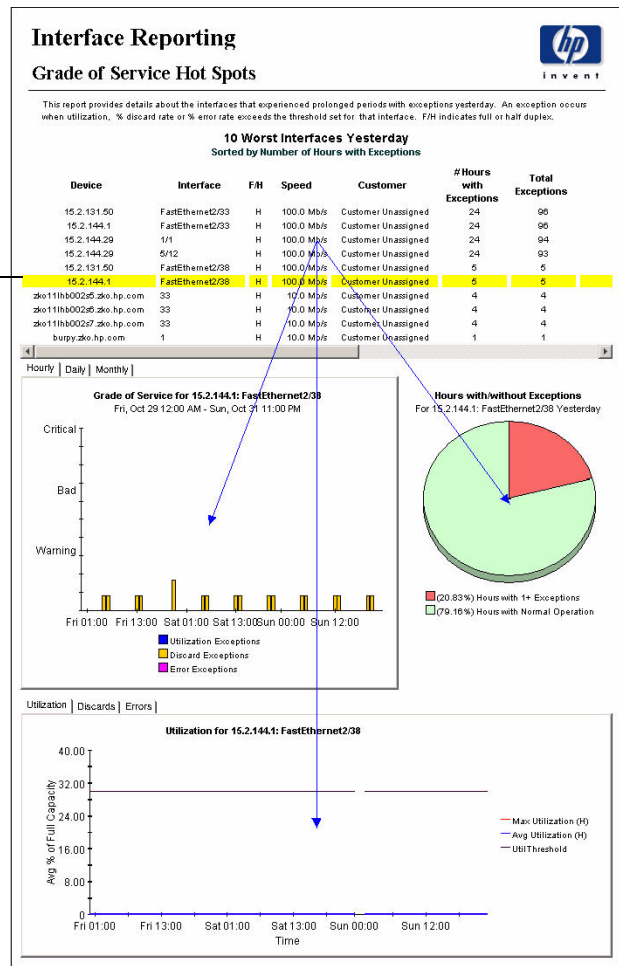 Interface Reporting
Grade of Service Hot Spots
hp
invent
This report provides details about the interfaces that experienced prolonged periods with exceptions yesterday. An exception occurs
when utilization, % discard rate or % error rate exceeds the threshold set for that interface. F/H indicates full or half duplex.
10 Worst Interfaces Yesterday
Sorted by Number of Hours with Exceptions
Device Interface F/H Speed Customer # Hours with Exceptions Total Exceptions
15.2.131.50 FastEthernet2/33 H 100.0 Mb/s Customer Unassigned 24 96
15.2.144.1 FastEthernet2/33 H 100.0 Mb/s Customer Unassigned 24 96
15.2.144.29 1/1 H 100.0 Mb/s Customer Unassigned 24 94
15.2.144.29 5/12 H 100.0 Mb/s Customer Unassigned 24 93
15.2.131.50 FastEthernet2/38 H 100.0 Mb/s Customer Unassigned 5 5
15.2.144.1 FastEthernet2/38 H 100.0 Mb/s Customer Unassigned 5 5
zko11lhb002s5.zko.hp.com 33 H 10.0 Mb/s Customer Unassigned 4 4
zko11lhb002s6.zko.hp.com 33 H 10.0 Mb/s Customer Unassigned 4 4
zko11lhb002s7.zko.hp.com 33 H 10.0 Mb/s Customer Unassigned 4 4
burpy.zko.hp.com 1 H 10.0 Mb/s Customer Unassigned 1 1
Hourly Daily Monthly
Grade of Service for 15.2.144.1: FastEthernet2/38
Fri, Oct 29 12:00 AM - Sun, Oct 31 11:00 PM
Critical
Bad
Warning
Fri 01:00 Fri 13:00 Sat 01:00 Sat 13:00 Sun 00:00 Sun 12:00
Utilization Exceptions
Discard Exceptions
Error Exceptions
Hours with/without Exceptions
For 15.2.144.1: FastEthernet2/38 Yesterday
(20.83%) Hours with 1+ Exceptions
(79.16%) Hours with Normal Operation
Utilization Discards Errors
Utilization for 15.2.144.1: FastEthernet2/38
Avg % of Full Capacity
40.00
32.00
24.00
16.00
8.00
0
Fri 01:00 Fri 13:00 Sat 01:00 Sat 13:00 Sun 00:00 Sun 12:00
Time
Max Utilization (H)
Avg Utilization (H)
UtilThreshold